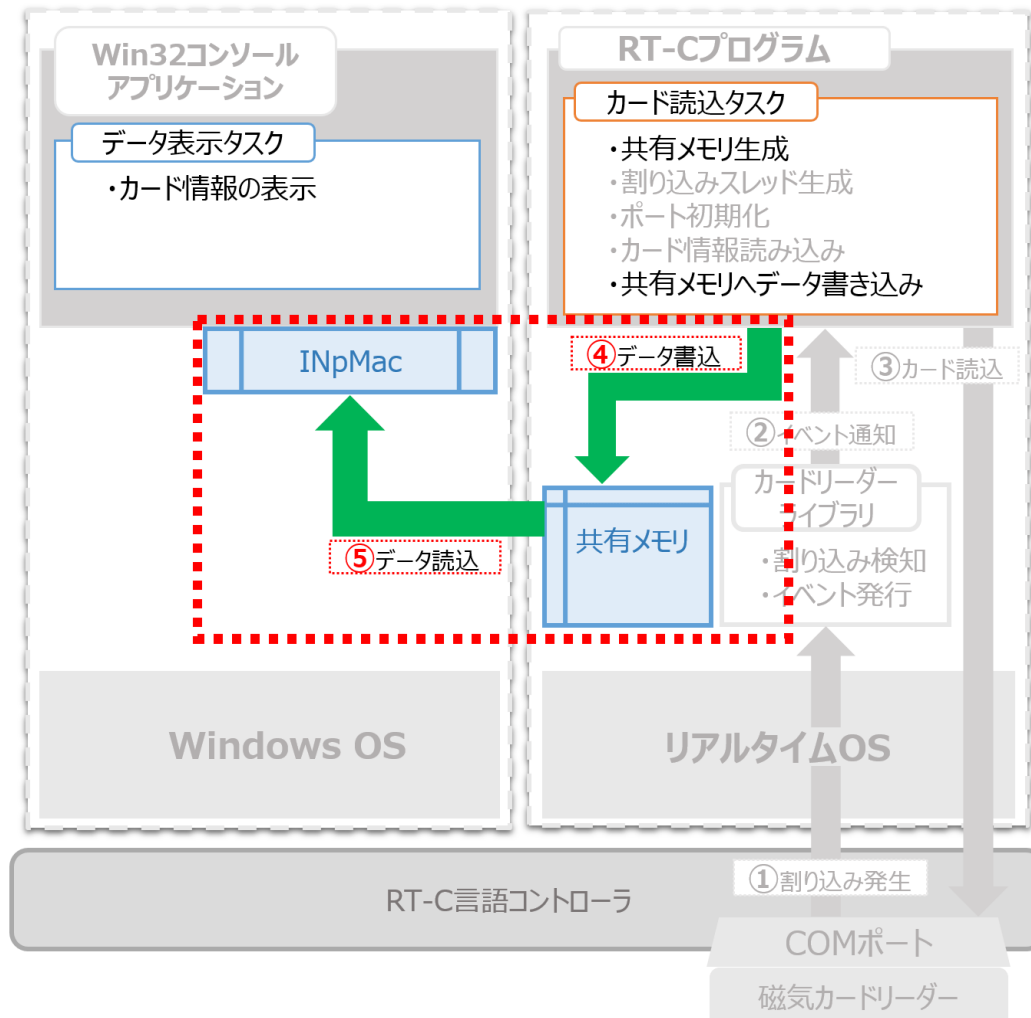 Win32コンソール
アプリケーション
データ表示タスク
・カード情報の表示
RT-Cプログラム
カード読込タスク
・共有メモリ生成
・割り込みスレッド生成
・ポート初期化
・カード情報読み込み
・共有メモリへデータ書き込み
INpMac
④データ書込
③カード読込
②イベント通知
カードリーダー
ライブラリ
・割り込み検知
・イベント発行
共有メモリ
⑤データ読込
Windows OS
リアルタイムOS
①割り込み発生
RT-C言語コントローラ
COMポート
磁気カードリーダー